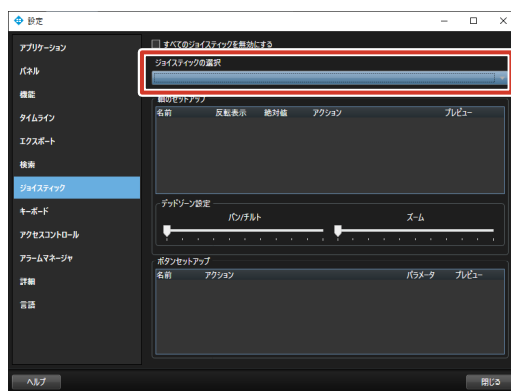 設定
アプリケーション
パネル
機能
タイムライン
エクスポート
検索
ジョイスティック
キーボード
アクセスコントロール
アラームマネージャ
詳細
言語
すべてのジョイスティックを無効にする
ジョイスティックの選択
軸のセットアップ
名前 反転表示 絶対値 アクション プレビュー
デッドゾーン設定
パン/チルト ズーム
ボタンセットアップ
名前 アクション パラメータ プレビュー
ヘルプ 閉じる